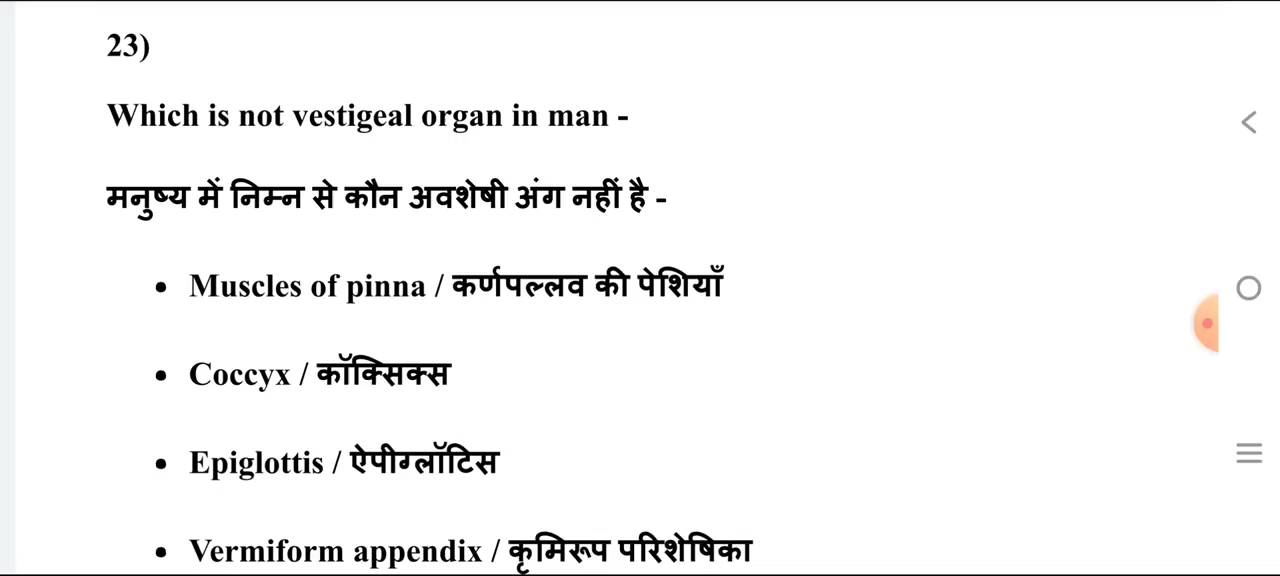 23)
Which is not vestigeal organ in man -
मनुष्य में निम्न से कौन अवशेषी अंग नहीं है -
• Muscles of pinna / कर्णपल्लव की पेशियाँ
• Coccyx / कॉक्सिक्स
• Epiglottis / ऐपीग्लॉटिस
• Vermiform appendix / कृमिरूप परिशेषिका